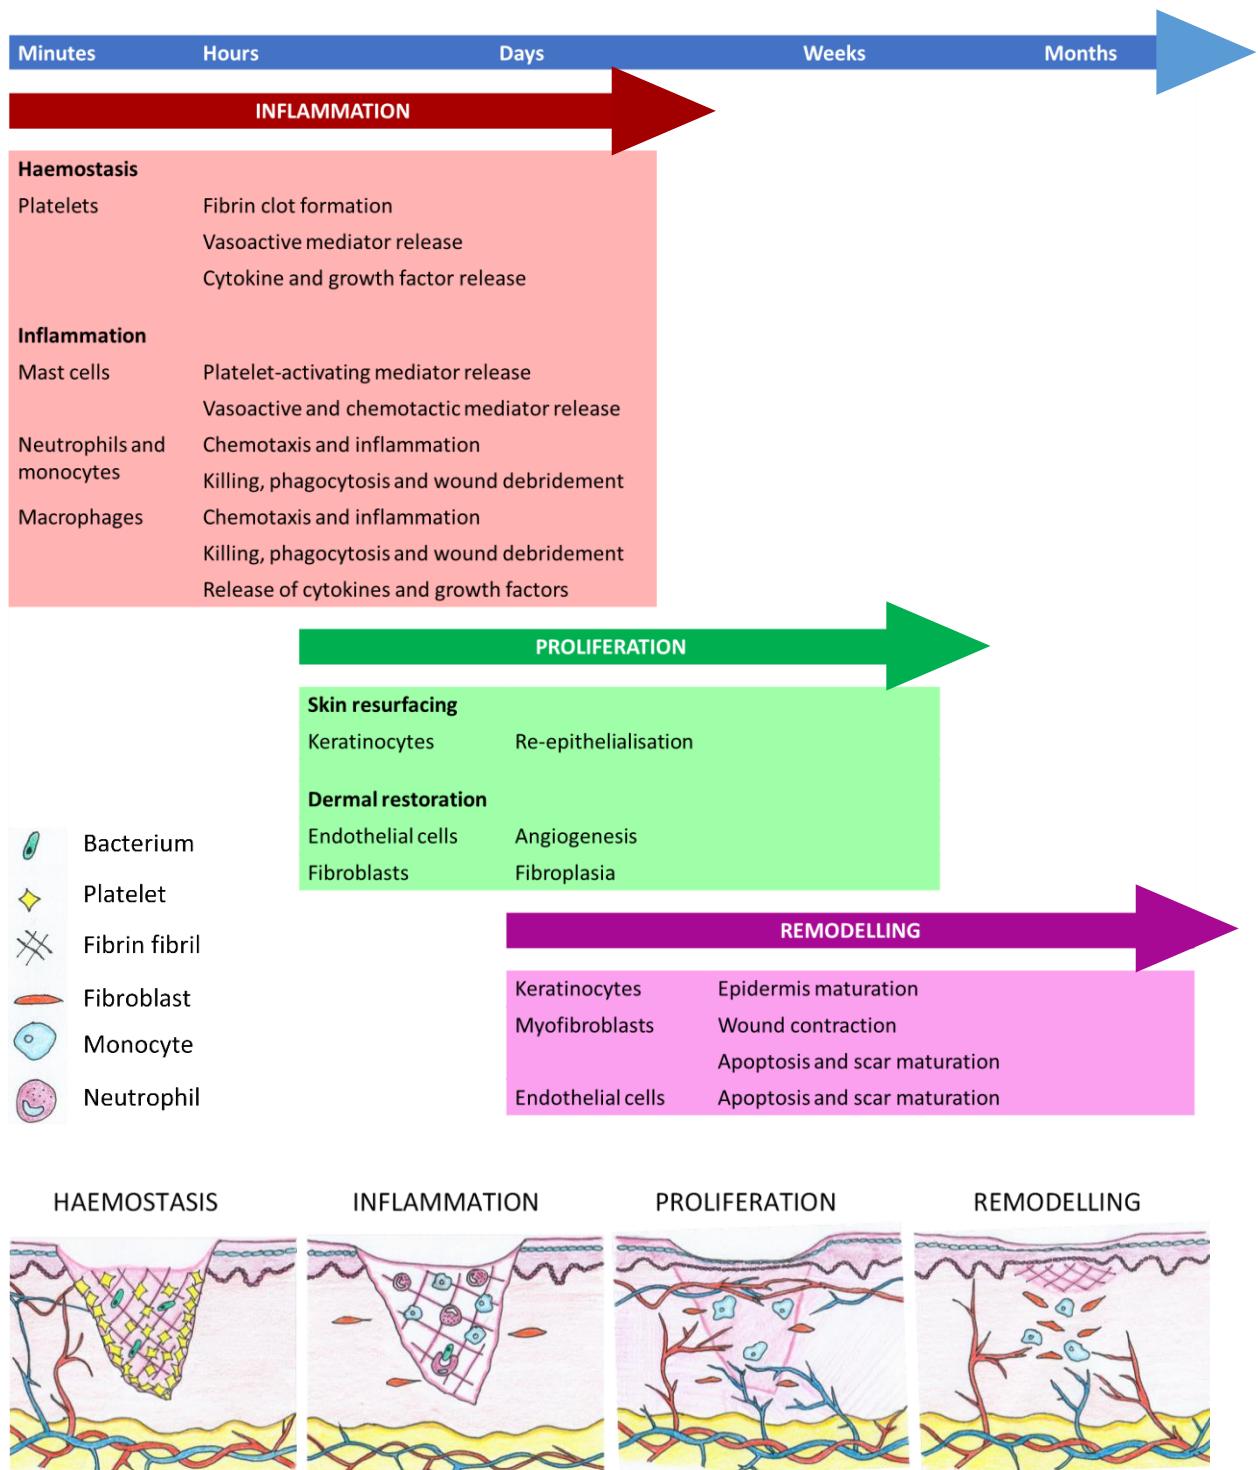 Minutes Hours Days Weeks Months
INFLAMMATION
Haemostasis
Platelets Fibrin clot formation
Vasoactive mediator release
Cytokine and growth factor release
Inflammation
Mast cells Platelet-activating mediator release
Vasoactive and chemotactic mediator release
Neutrophils and Chemotaxis and inflammation
monocytes
Killing, phagocytosis and wound debridement
Macrophages Chemotaxis and inflammation
Killing, phagocytosis and wound debridement
Release of cytokines and growth factors
PROLIFERATION
Skin resurfacing
Keratinocytes Re-epithelialisation
Dermal restoration
Endothelial cells Angiogenesis
Fibroblasts Fibroplasia
REMODELLING
Keratinocytes Epidermis maturation
Myofibroblasts Wound contraction
Apoptosis and scar maturation
Endothelial cells Apoptosis and scar maturation
Bacterium
Platelet
Fibrin fibril
Fibroblast
Monocyte
Neutrophil
HAEMOSTASIS INFLAMMATION PROLIFERATION REMODELLING